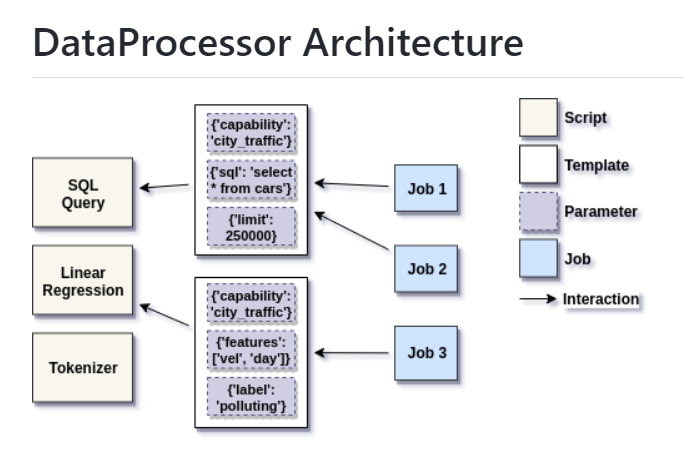 DataProcessor Architecture
SQL
Query
Linear
Regression
Tokenizer
{'capability':
'city_traffic'}
{'sql': 'select
* from cars'}
{'limit':
250000}
{'capability':
'city_traffic'}
{'features':
['vel', 'day']}
{'label':
'polluting'}
Job 1
Job 2
Job 3
Script
Template
Parameter
Job
Interaction